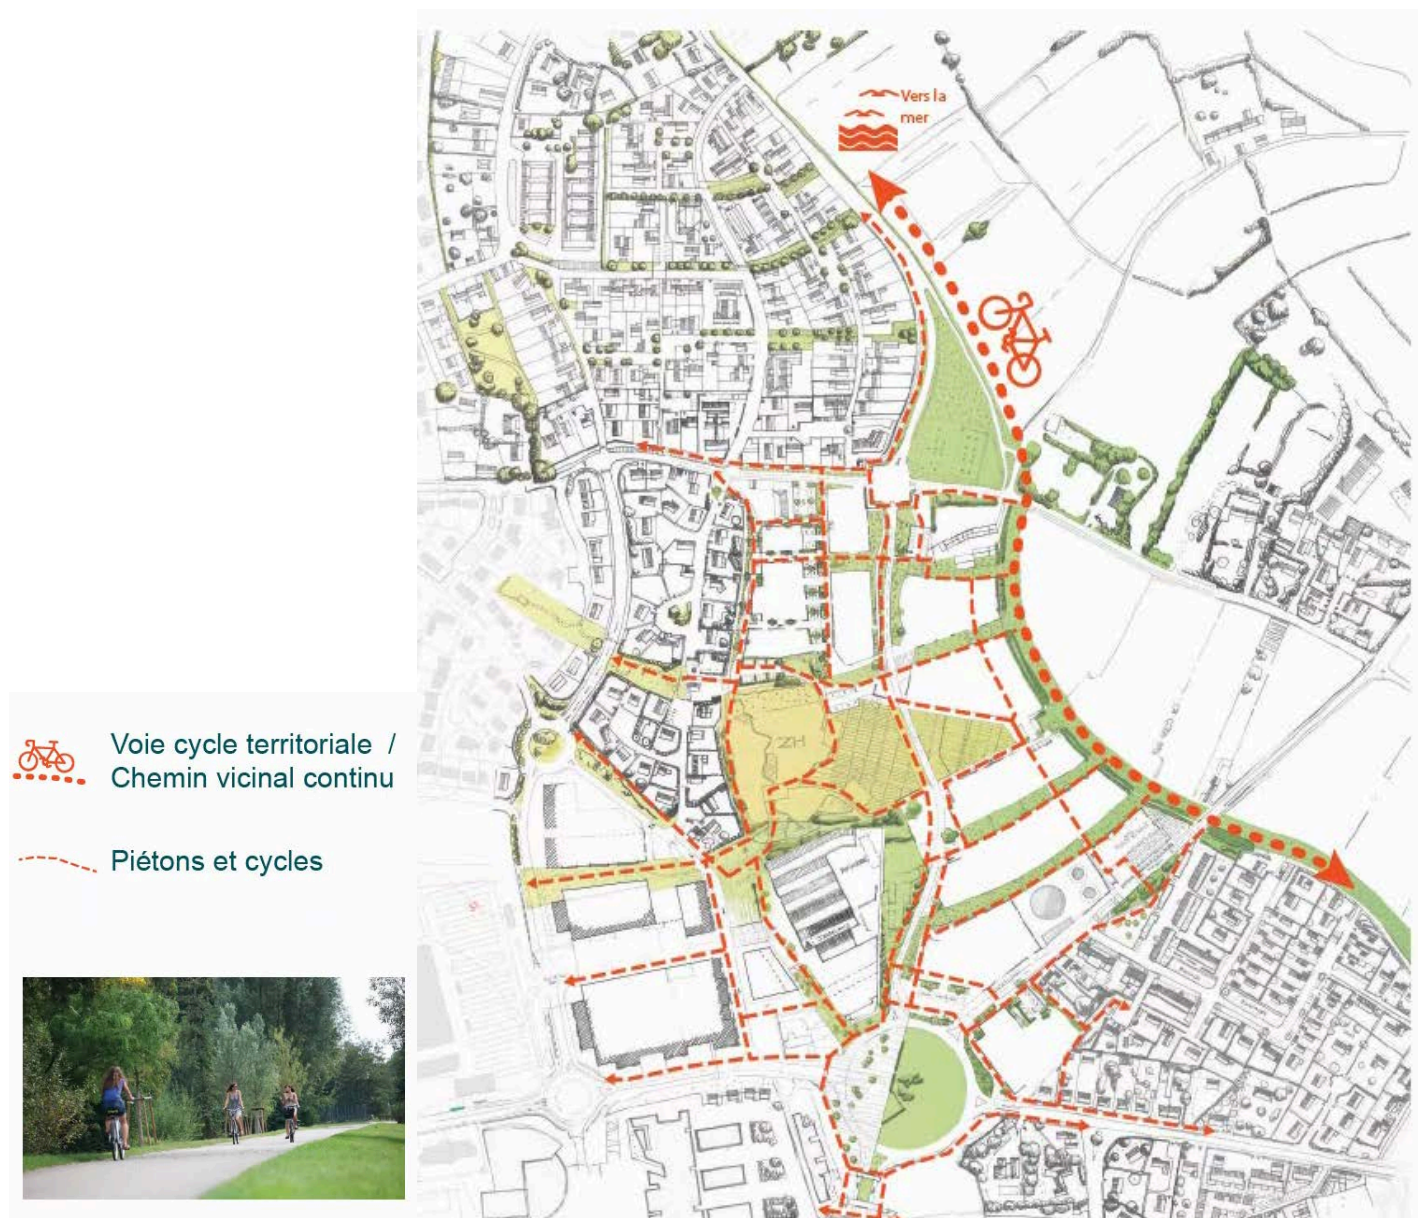 Vers la
mer
ZH
Voie cycle territoriale /
Chemin vicinal continu
Piétons et cycles